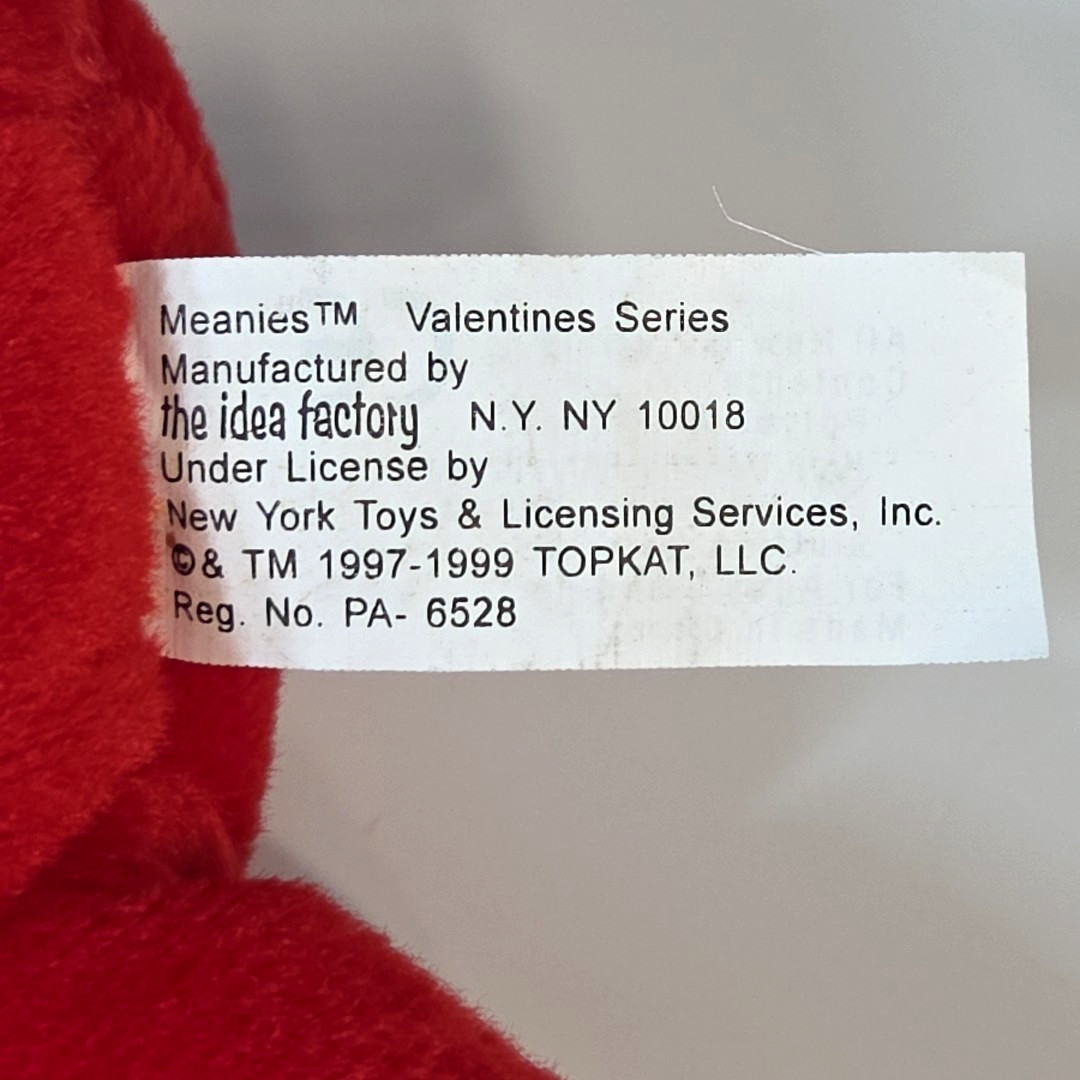 Meanies™ Valentines Series
Manufactured by
the idea factory N.Y. NY 10018
Under License by
New York Toys & Licensing Services, Inc.
©& TM 1997-1999 TOPKAT, LLC.
Reg. No. PA- 6528